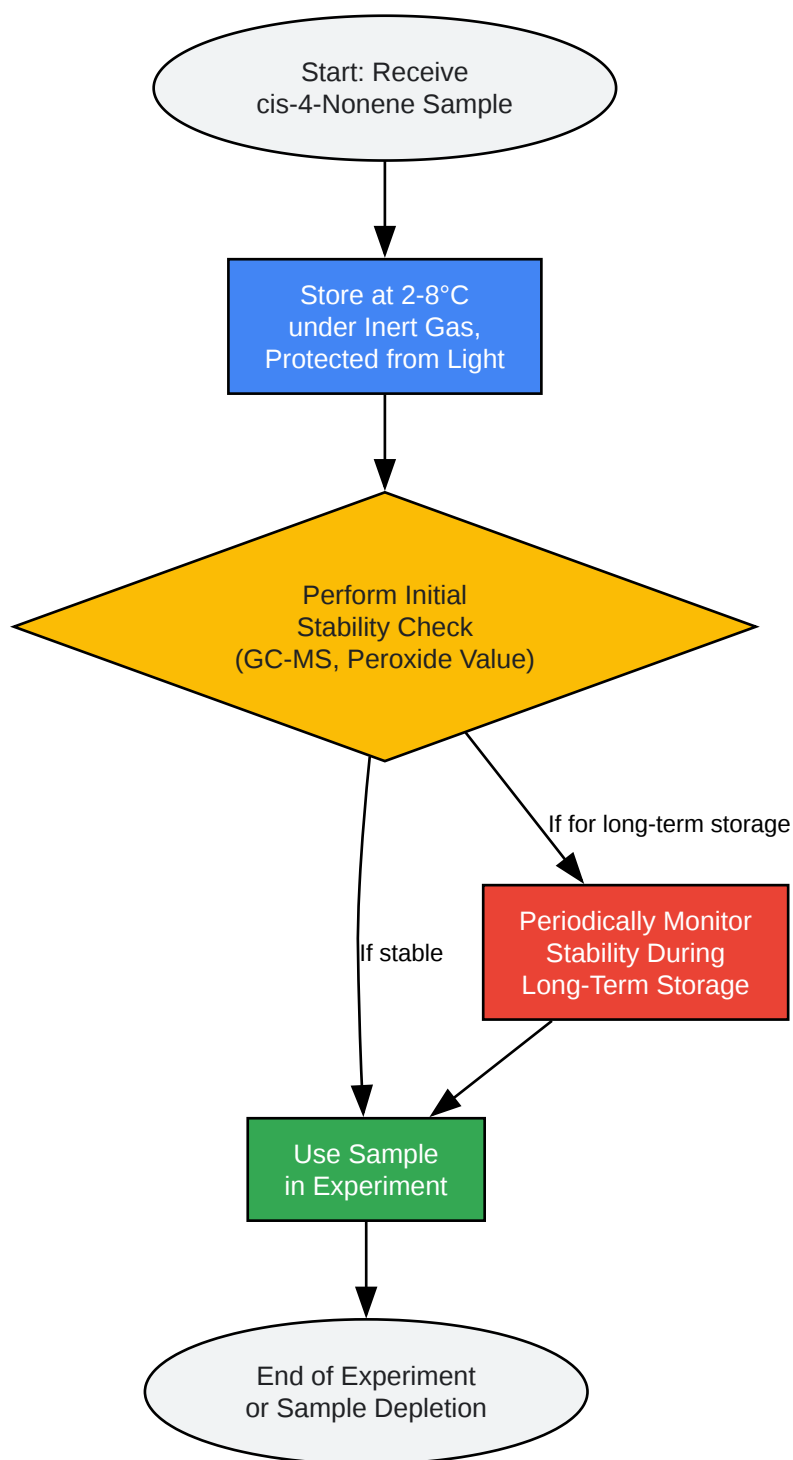 Start: Receive
cis-4-Nonene Sample
Store at 2-8°C
under Inert Gas,
Protected from Light
Perform Initial
Stability Check
(GC-MS, Peroxide Value)
If for long-term storage
Periodically Monitor
Stability During
Long-Term Storage
If stable
Use Sample
in Experiment
End of Experiment
or Sample Depletion